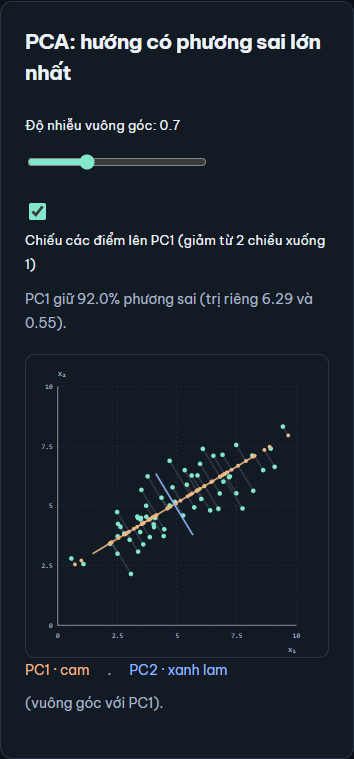 PCA: hướng có phương sai lớn
nhất
Độ nhiễu vuông góc: 0.7
Chiếu các điểm lên PC1 (giảm từ 2 chiều xuống
1)
PC1 giữ 92.0% phương sai (trị riêng 6.29 và
0.55).
x₂
10
7.5
5
2.5
0
0 2.5 5 7.5 10
x₁
PC1 · cam . PC2 · xanh lam
(vuông góc với PC1).